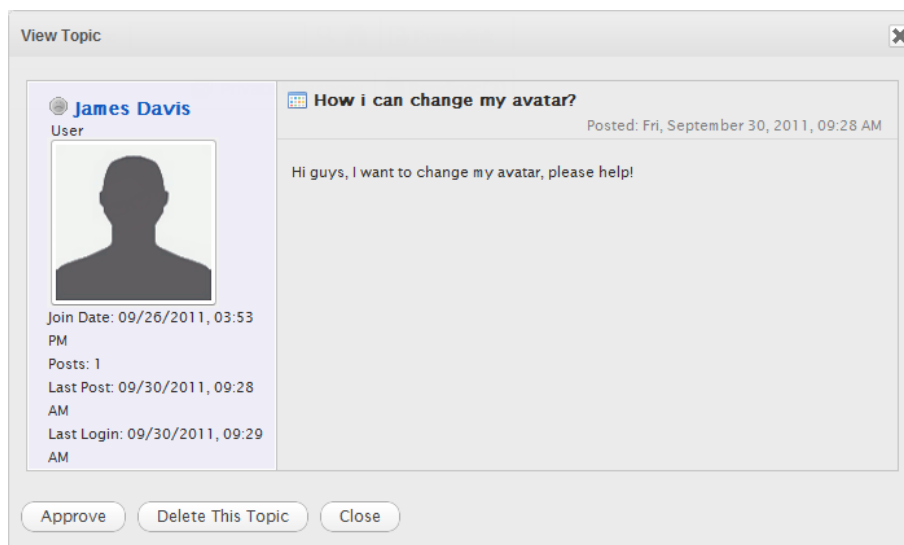 View Topic
James Davis
User
Join Date: 09/26/2011, 03:53
PM
Posts: 1
Last Post: 09/30/2011, 09:28
AM
Last Login: 09/30/2011, 09:29
AM
How i can change my avatar?
Posted: Fri, September 30, 2011, 09:28 AM
Hi guys, I want to change my avatar, please help!
Approve Delete This Topic Close